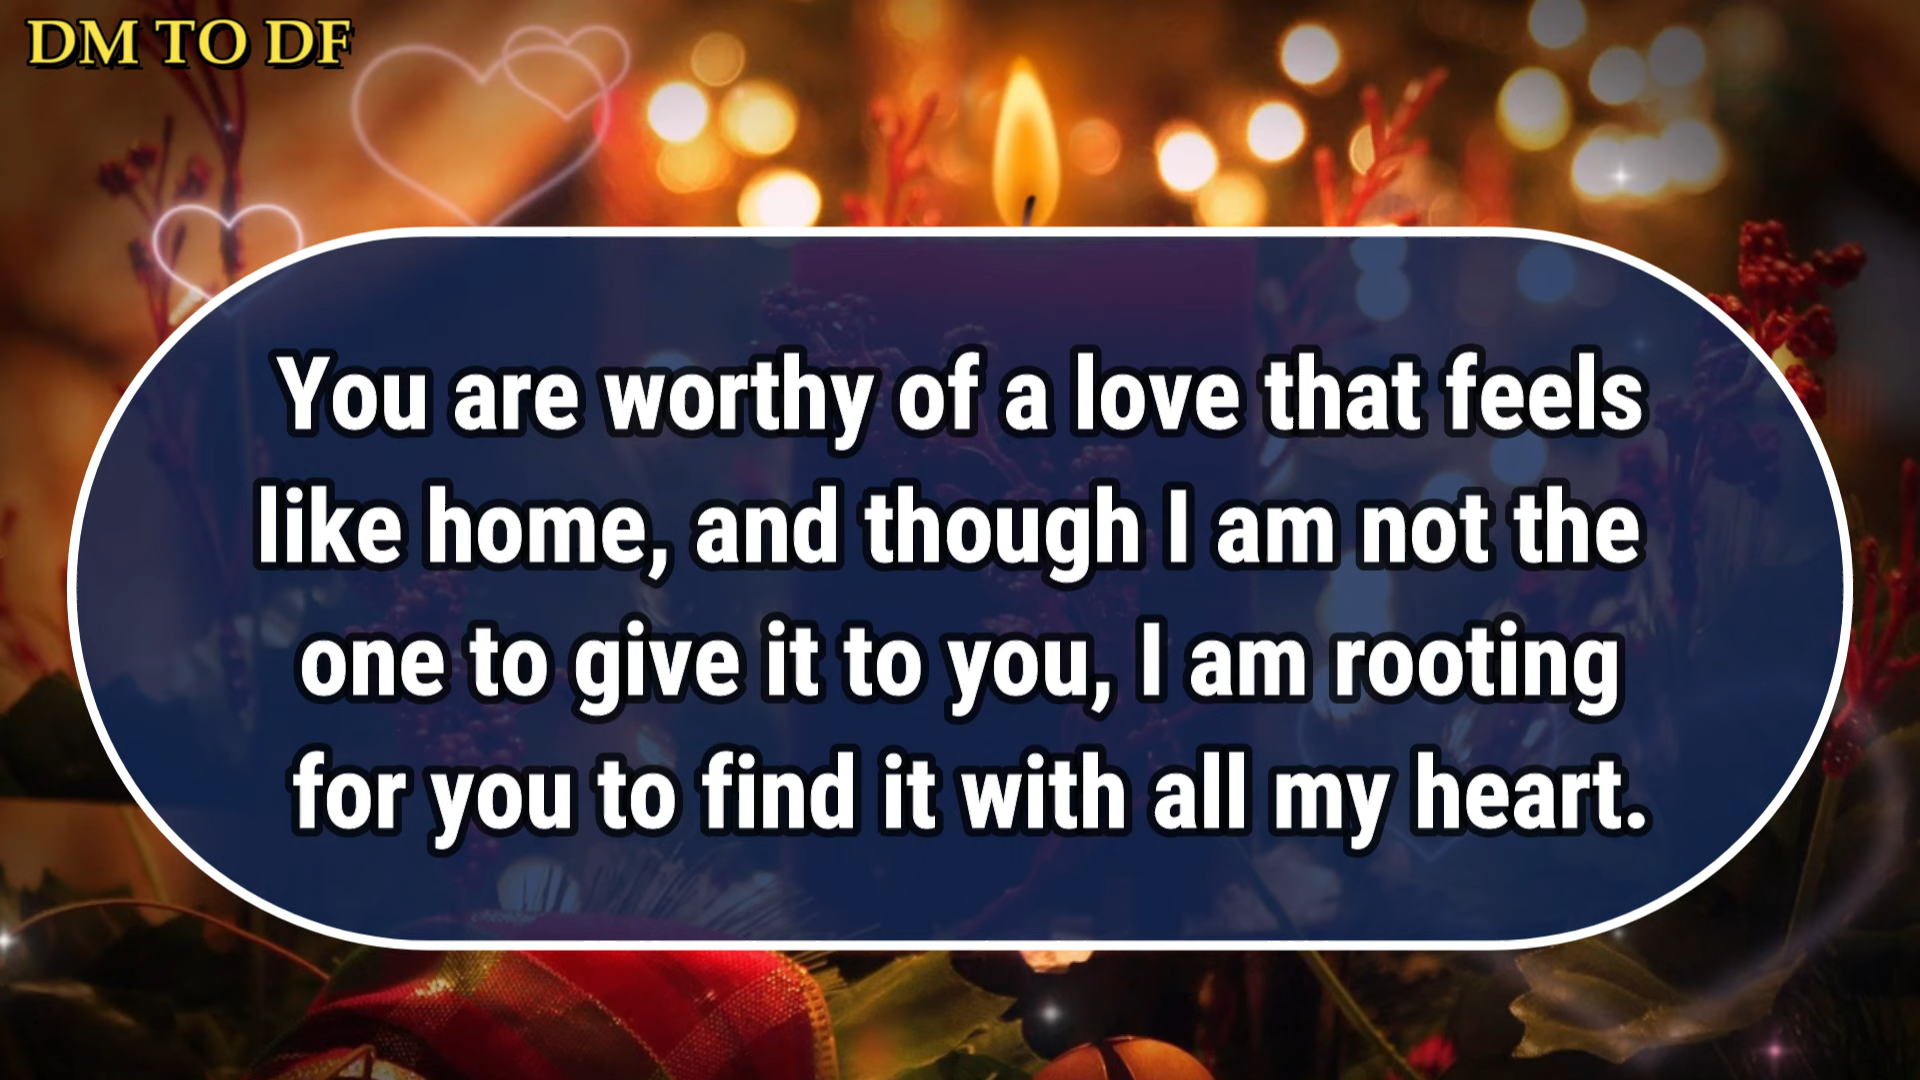 DM TO DF
You are worthy of a love that feels
like home, and though I am not the
one to give it to you, I am rooting
for you to find it with all my heart.